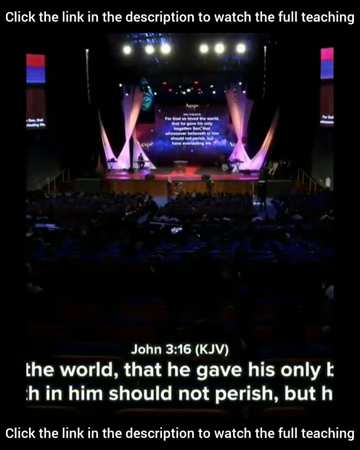 Click the link in the description to watch the full teaching
For God so loved the world,
that he gave his only
begotten Son, that
whosoever believeth in him
should not perish, but
have everlasting life.
John 3:16 (KJV)
the world, that he gave his only b
h in him should not perish, but h
Click the link in the description to watch the full teaching